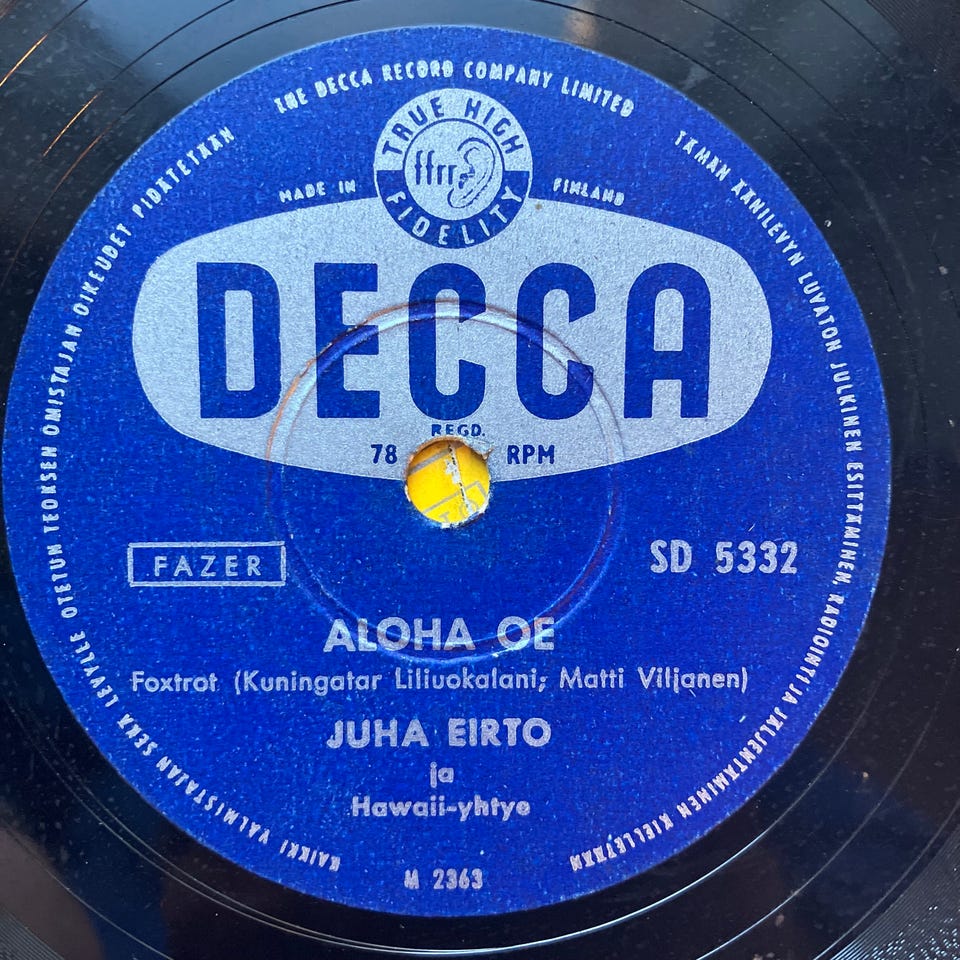 THE DECCA RECORD COMPANY LIMITED
TÄMÄN ÄÄNILEVYN LUVATON JULKINEN ESITTÄMINEN, RADIOINTI JA JÄLJENTÄMINEN KIELLETÄÄN
KAIKKI VALMISTAJAN SEKÄ LEVYLLE OTETUN TEOKSEN OMISTAJAN OIKEUDET PIDÄTETÄÄN
TRUE HIGH
ffrr
FIDELITY
MADE IN FINLAND
DECCA
REGD.
78 RPM
FAZER
SD 5332
ALOHA OE
Foxtrot (Kuningatar Liliuokalani; Matti Viljanen)
JUHA EIRTO
ja
Hawaii-yhtye
M 2363